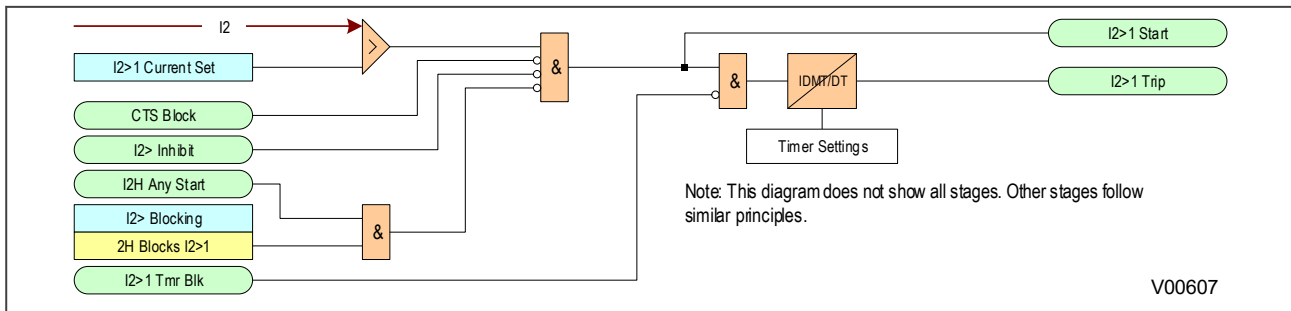 I2
I2>1 Start
>
I2>1 Current Set
&
&
IDMT/DT
I2>1 Trip
CTS Block
I2> Inhibit
Timer Settings
I2H Any Start
Note: This diagram does not show all stages. Other stages follow
similar principles.
I2> Blocking
&
2H Blocks I2>1
I2>1 Tmr Blk
V00607